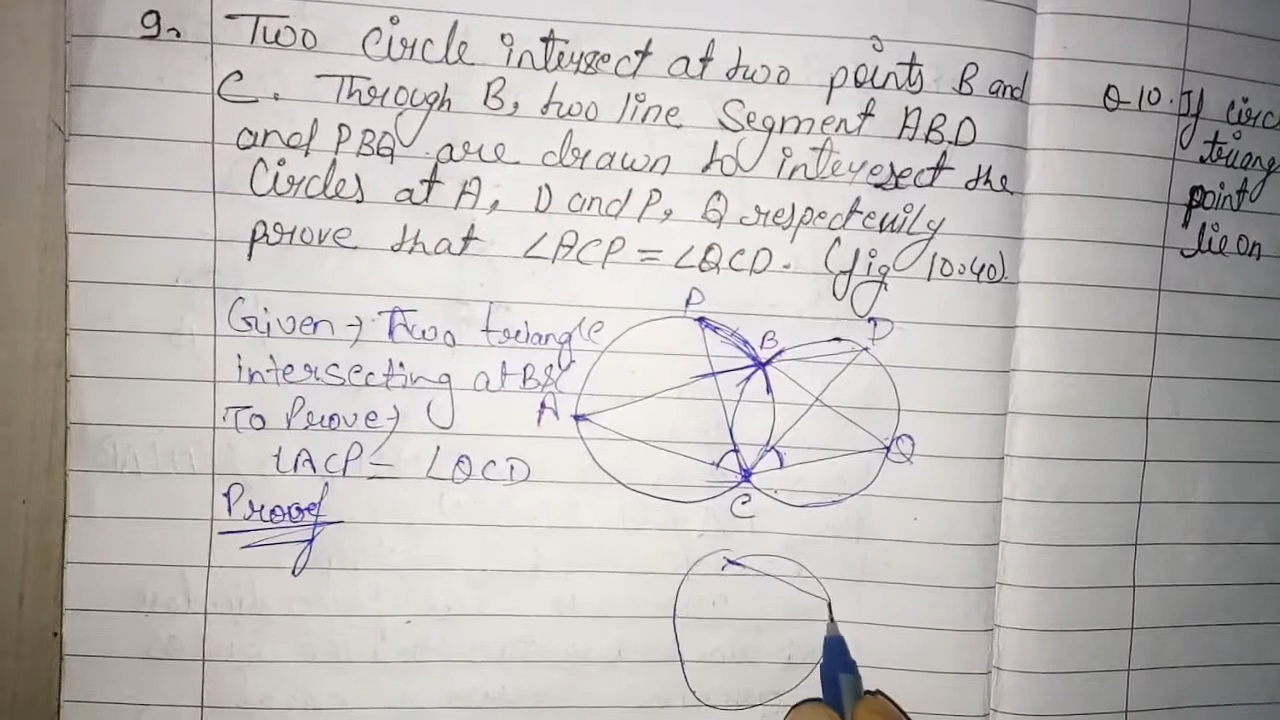 9. Two circle intersect at two points B and
C. Through B, two line Segment A.B.D
and PBQ are drawn to intersect the
Circles at A, D and P, Q respectevily
prove that ∠ACP = ∠QCD. (fig 10.40).
Given → Two triangle
intersecting at B &
To Prove →
∠ACP = ∠QCD
Proof
P
B
D
A
Q
C
Q-10. If circ
triang
point
lie on